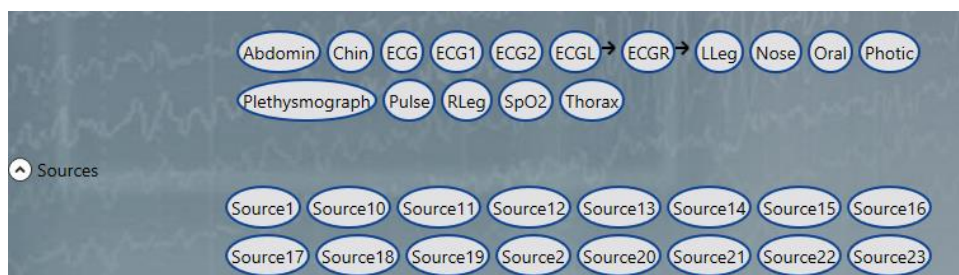 Abdomin Chin ECG ECG1 ECG2 ECGL ECGR LLeg Nose Oral Photic
Plethysmograph Pulse RLeg SpO2 Thorax
Sources
Source1 Source10 Source11 Source12 Source13 Source14 Source15 Source16
Source17 Source18 Source19 Source2 Source20 Source21 Source22 Source23